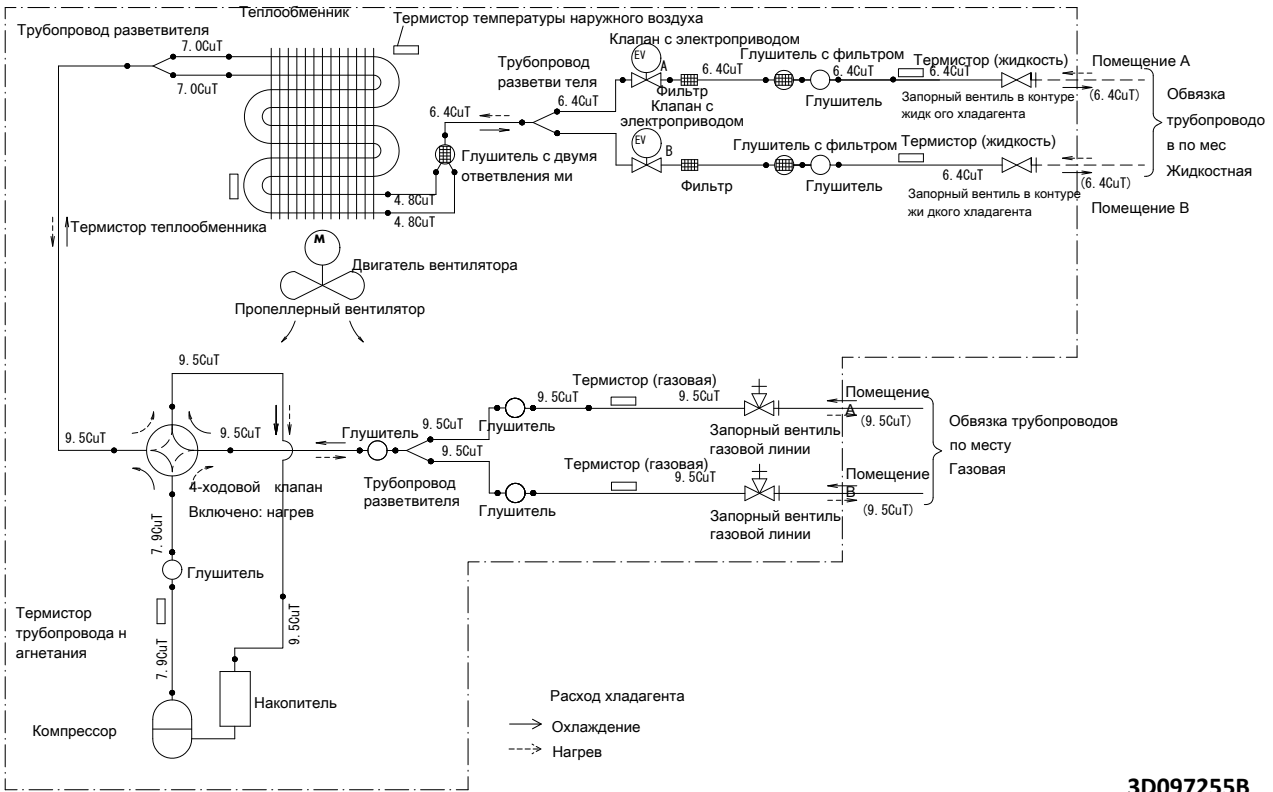 Теплообменник
Термистор температуры наружного воздуха
Трубопровод разветвителя
7.0CuT
7.0CuT
Трубопровод
разветви теля
Клапан с электроприводом
EV
A
Фильтр
6.4CuT
Глушитель с фильтром
6.4CuT
Глушитель
Термистор (жидкость)
6.4CuT
Запорный вентиль в контуре
жидк ого хладагента
Помещение A
(6.4CuT)
Обвязка
трубопроводо
в по мес
Жидкостная
6.4CuT
6.4CuT
6.4CuT
Клапан с
электроприводом
EV
B
Фильтр
Глушитель с фильтром
Глушитель
Термистор (жидкость)
6.4CuT
Запорный вентиль в контуре
жи дкого хладагента
(6.4CuT)
Помещение B
Глушитель с двумя
ответвления ми
4.8CuT
4.8CuT
Термистор теплообменника
M
Двигатель вентилятора
Пропеллерный вентилятор
9.5CuT
9.5CuT
9.5CuT
4-ходовой клапан
Включено: нагрев
Глушитель
Трубопровод
разветвителя
9.5CuT
9.5CuT
Глушитель
9.5CuT
Термистор (газовая)
9.5CuT
Запорный вентиль
газовой линии
Помещение
A
(9.5CuT)
Глушитель
Термистор (газовая)
9.5CuT
Запорный вентиль
газовой линии
Помещение
B
(9.5CuT)
Обвязка трубопроводов
по месту
Газовая
7.9CuT
Глушитель
Термистор
трубопровода н
агнетания
7.9CuT
9.5CuT
Накопитель
Компрессор
Расход хладагента
Охлаждение
Нагрев
3D097255B